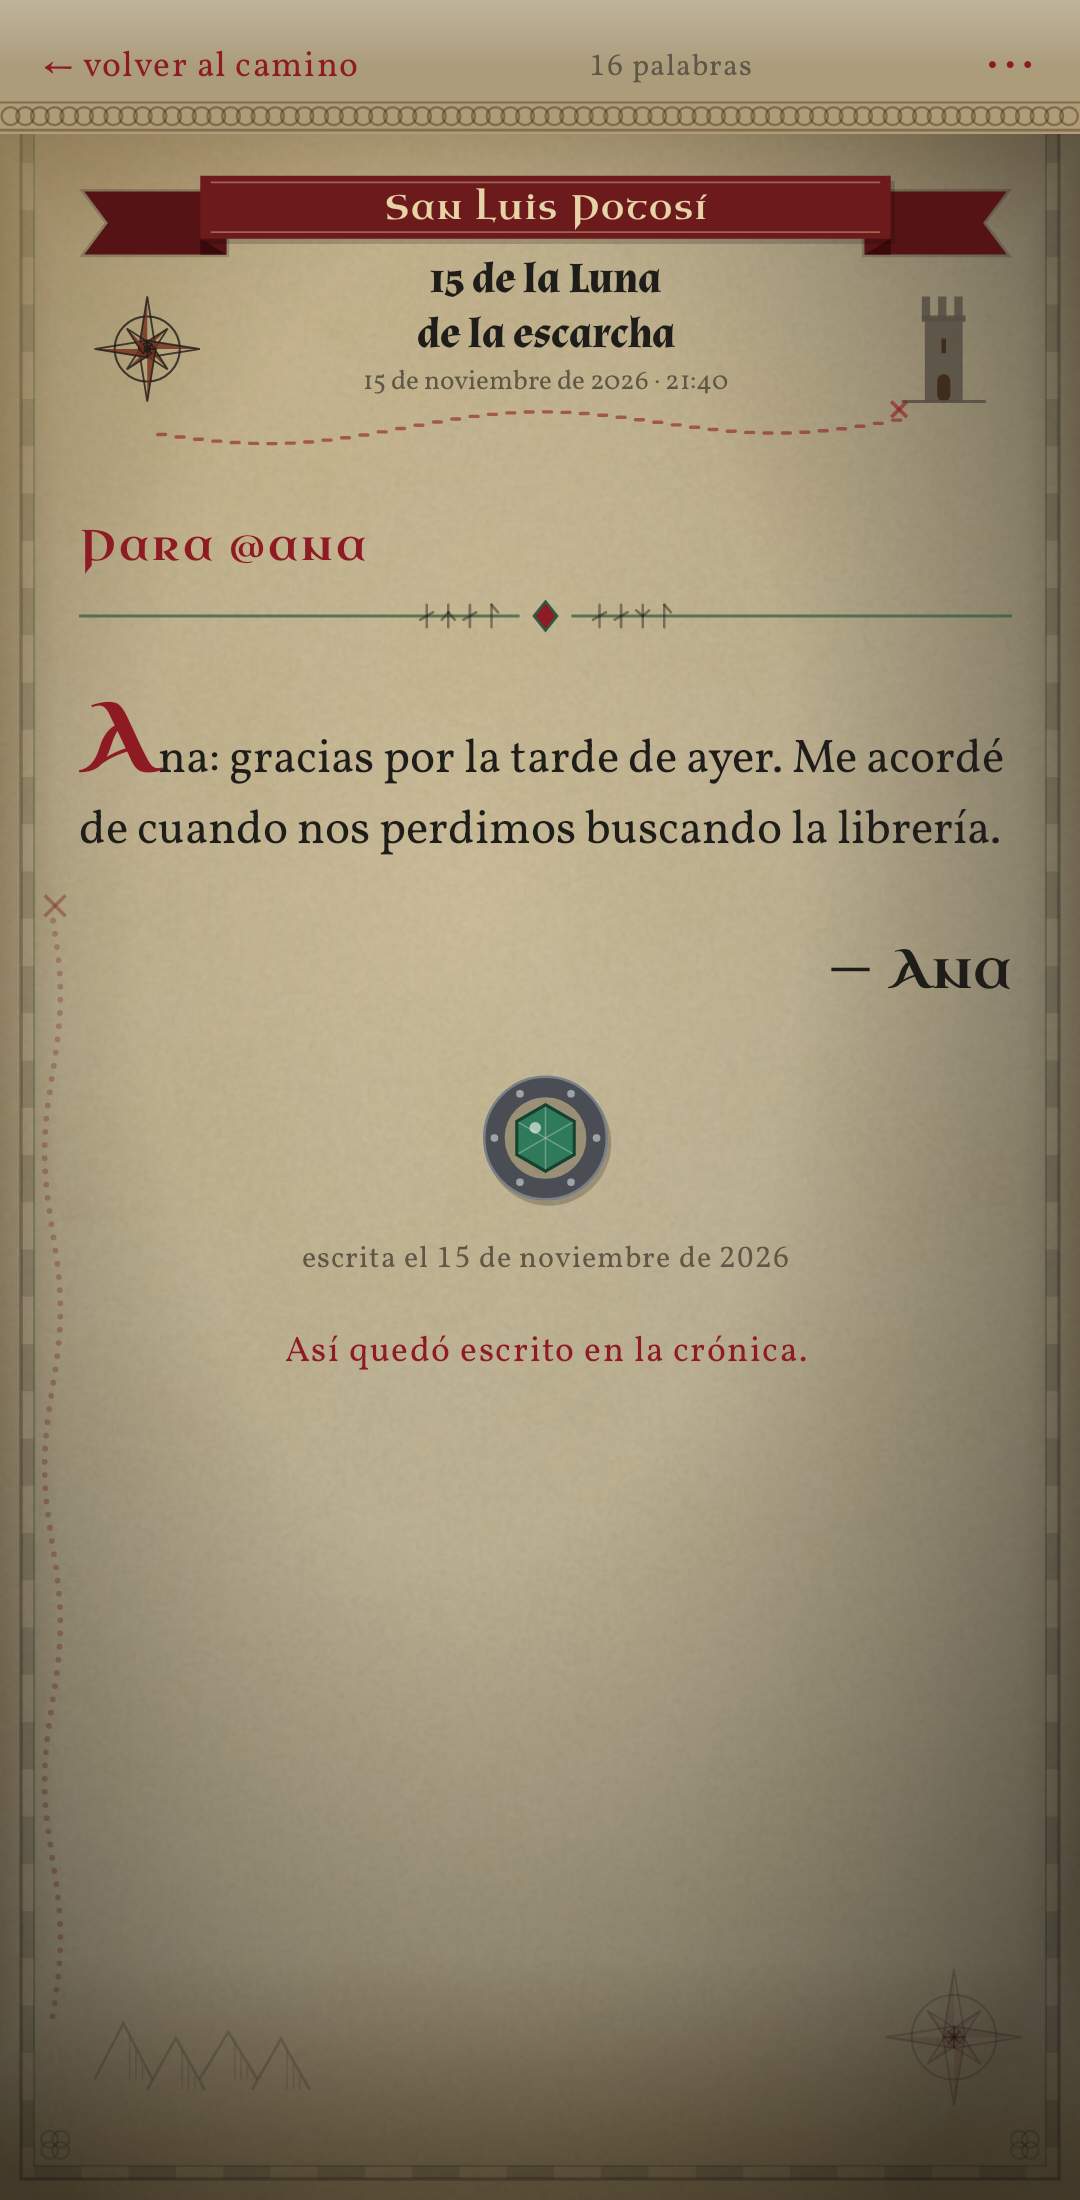 ← volver al camino
16 palabras
...
San Luis Potosí
15 de la Luna
de la escarcha
15 de noviembre de 2026 · 21:40
Para @ana
Ana: gracias por la tarde de ayer. Me acordé
de cuando nos perdimos buscando la librería.
— Ana
escrita el 15 de noviembre de 2026
Así quedó escrito en la crónica.